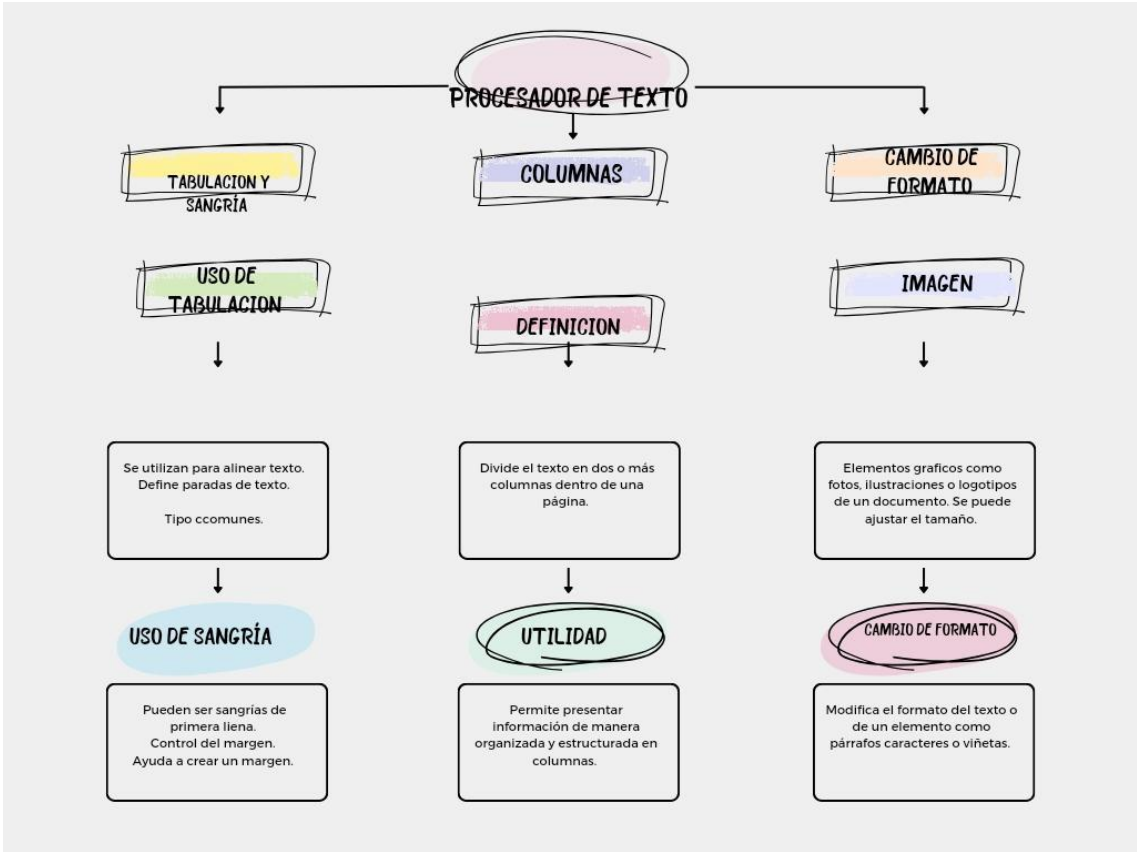 PROCESADOR DE TEXTO
TABULACION Y
SANGRÍA
USO DE
TABULACION
Se utilizan para alinear texto.
Define paradas de texto.
Tipo ccomunes.
USO DE SANGRÍA
Pueden ser sangrías de
primera liena.
Control del margen.
Ayuda a crear un margen.
COLUMNAS
DEFINICION
Divide el texto en dos o más
columnas dentro de una
página.
UTILIDAD
Permite presentar
información de manera
organizada y estructurada en
columnas.
CAMBIO DE
FORMATO
IMAGEN
Elementos graficos como
fotos, ilustraciones o logotipos
de un documento. Se puede
ajustar el tamaño.
CAMBIO DE FORMATO
Modifica el formato del texto o
de un elemento como
párrafos caracteres o viñetas.